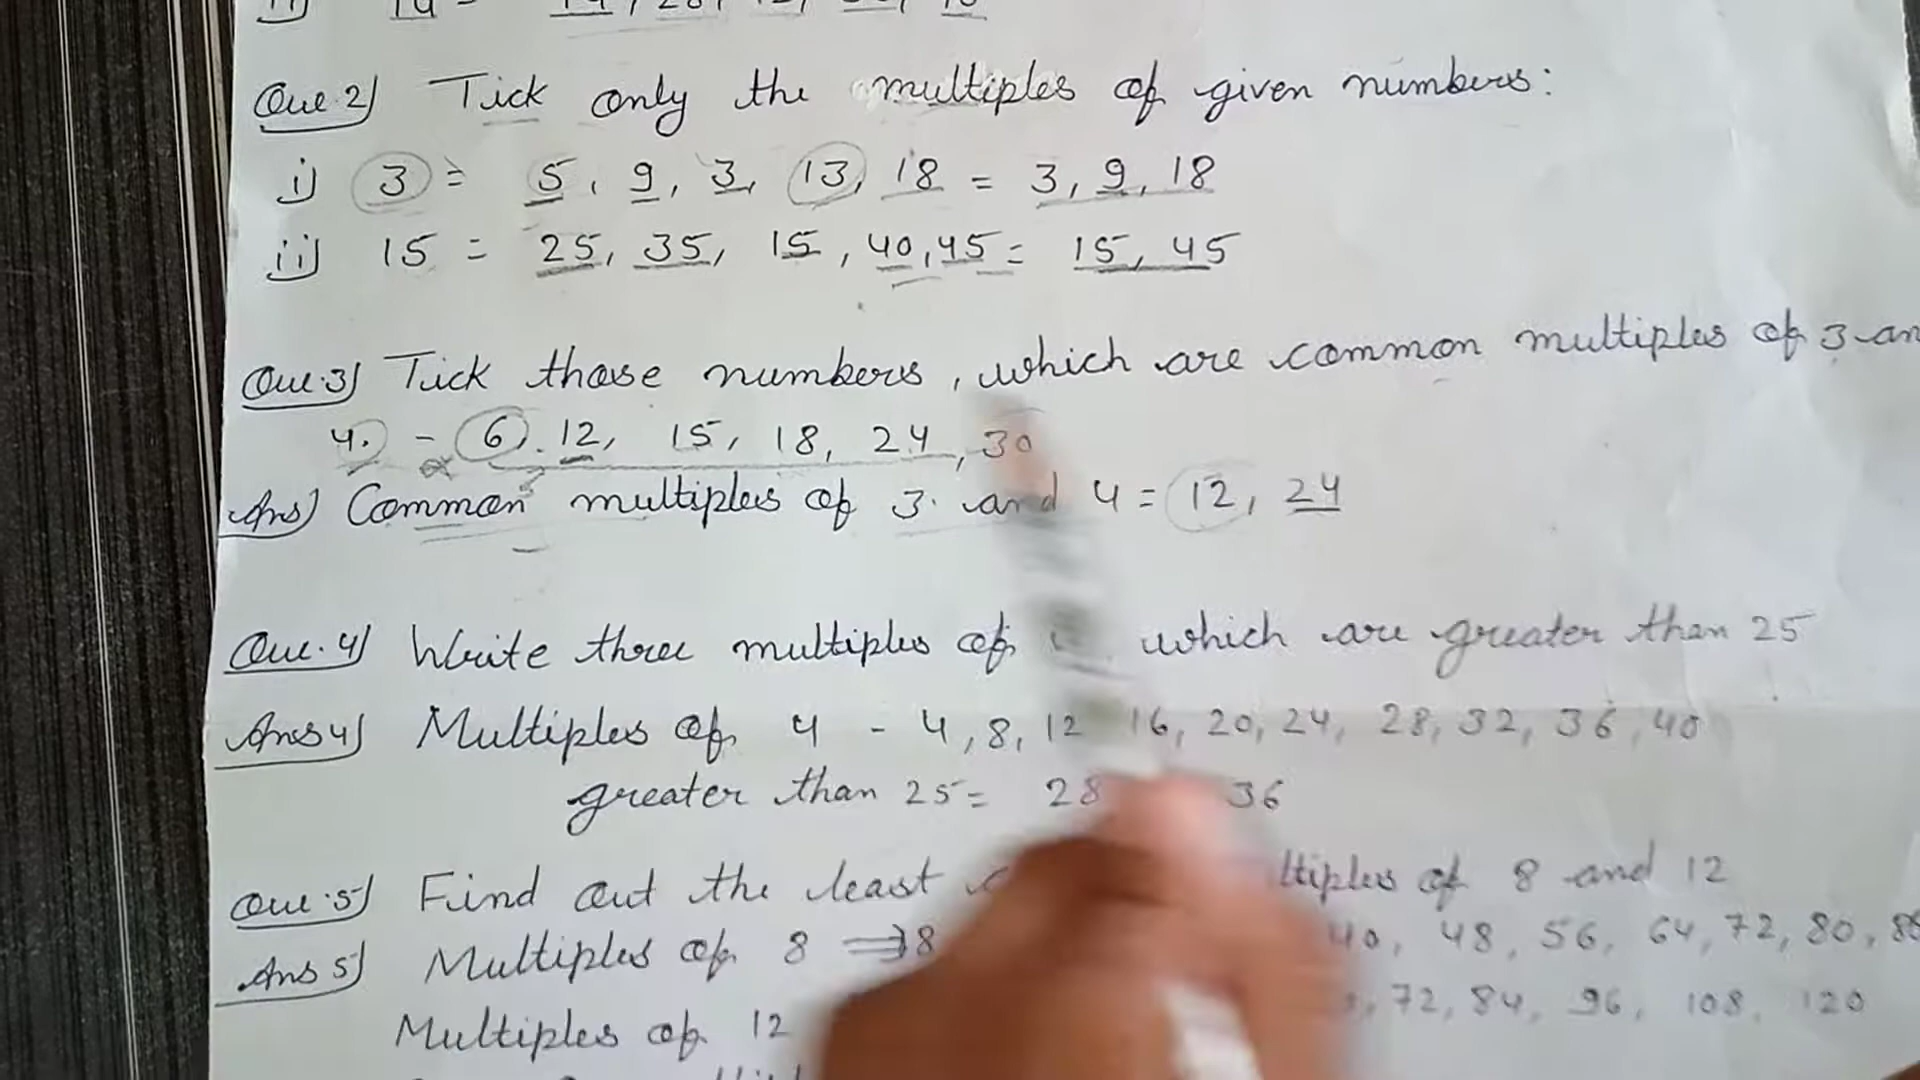 ii) 14 = 14, 28,
Que.2) Tick only the multiples of given numbers:
i) 3 = 5, 9, 3, 13, 18 = 3, 9, 18
ii) 15 = 25, 35, 15, 40, 45 = 15, 45
Que.3) Tick those numbers, which are common multiples of 3 an
4. - 6, 12, 15, 18, 24, 30
Ans) Common multiples of 3 and 4 = 12, 24
Que.4) Write three multiples of which are greater than 25
Ans 4) Multiples of 4 - 4, 8, 12 16, 20, 24, 28, 32, 36, 40
greater than 25 = 28 36
Que.5) Find out the least ltiples of 8 and 12
Ans 5) Multiples of 8 ⇒ 8 40, 48, 56, 64, 72, 80, 88
Multiples of 12 , 72, 84, 96, 108, 120